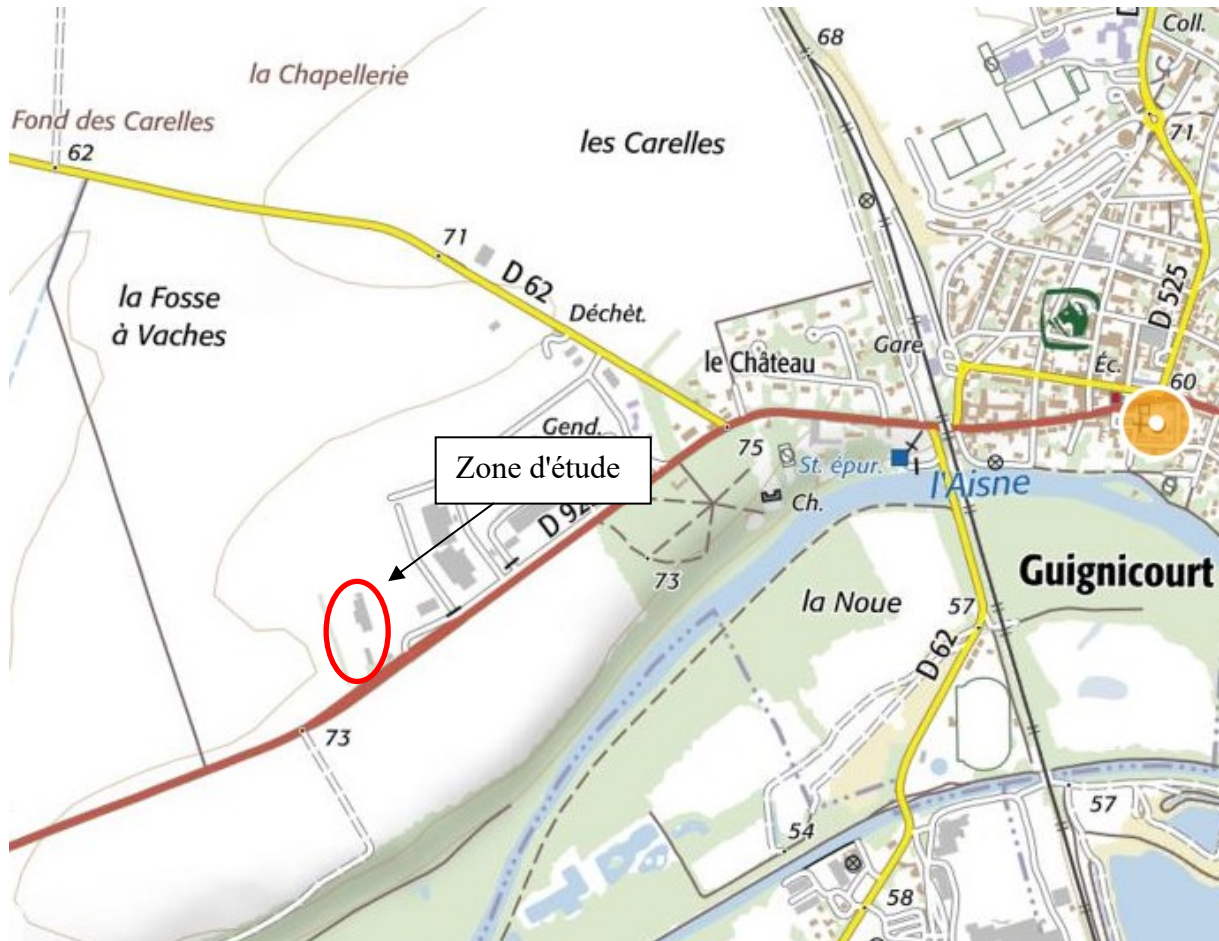 68
Coll.
la Chapellerie
Fond des Carelles
62
les Carelles
71
71
D 62
la Fosse
à Vaches
Déchèt.
D 525
le Château
Gare
Éc.
60
Gend.
75
Zone d'étude
St. épur.
l'Aisne
Ch.
D 92
73
Guignicourt
la Noue
57
D 62
73
54
57
58